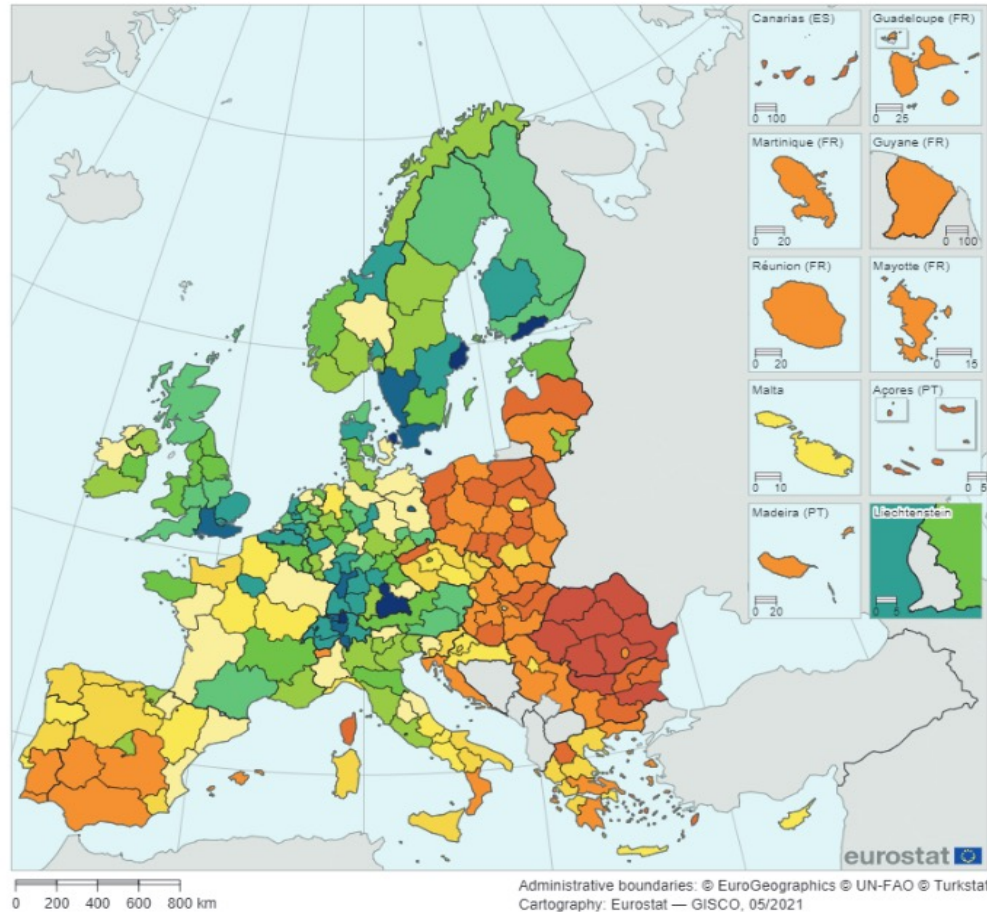 Canarias (ES)
0 100
Guadeloupe (FR)
0 25
Martinique (FR)
0 20
Guyane (FR)
0 100
Réunion (FR)
0 20
Mayotte (FR)
0 15
Malta
0 10
Açores (PT)
0 5
Madeira (PT)
0 20
Liechtenstein
0 5
eurostat
0 200 400 600 800 km
Administrative boundaries: © EuroGeographics © UN-FAO © Turkstat
Cartography: Eurostat — GISCO, 05/2021